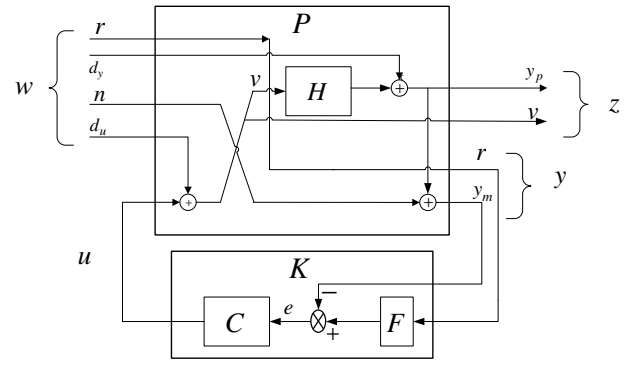 r P
d_y
v y_p
w H + z
n v
d_u
r
y
+ + y_m
u K
−
e
C + F